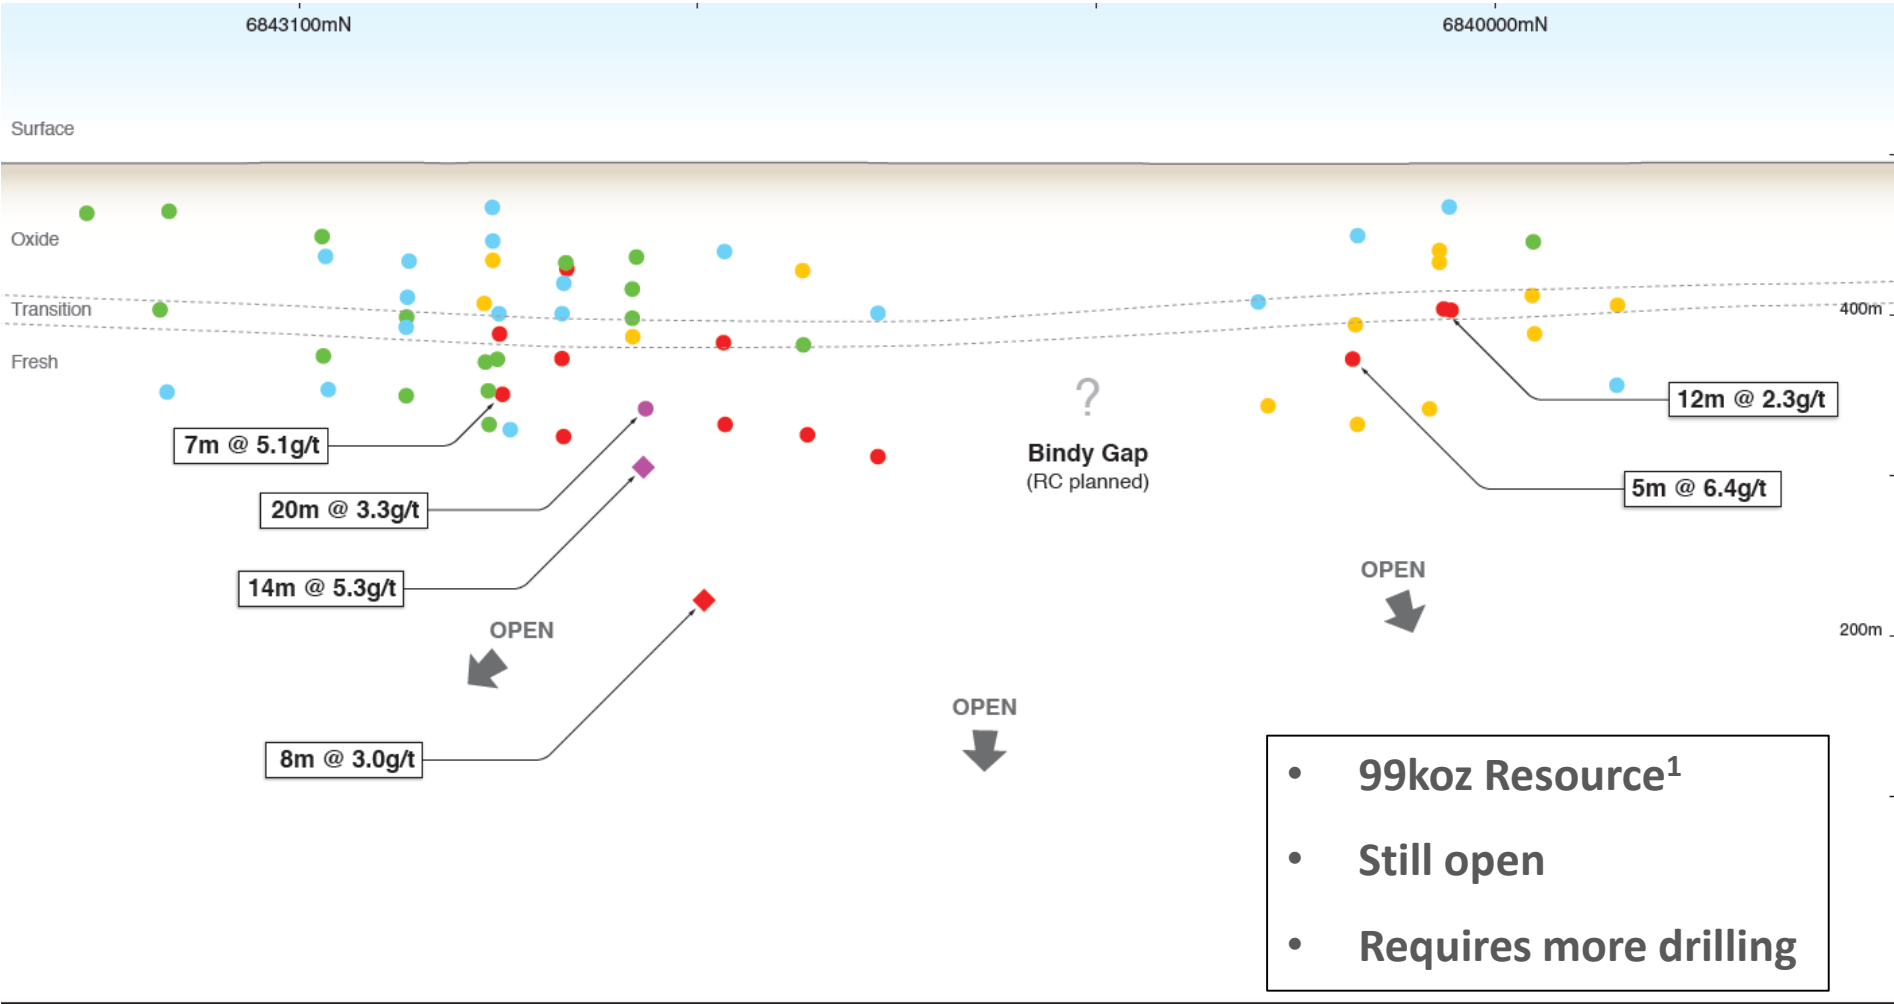 6843100mN
6840000mN
Surface
Oxide
Transition
400m
Fresh
?
12m @ 2.3g/t
7m @ 5.1g/t
Bindy Gap
(RC planned)
5m @ 6.4g/t
20m @ 3.3g/t
OPEN
14m @ 5.3g/t
OPEN
200m
OPEN
8m @ 3.0g/t
• 99koz Resource¹
• Still open
• Requires more drilling